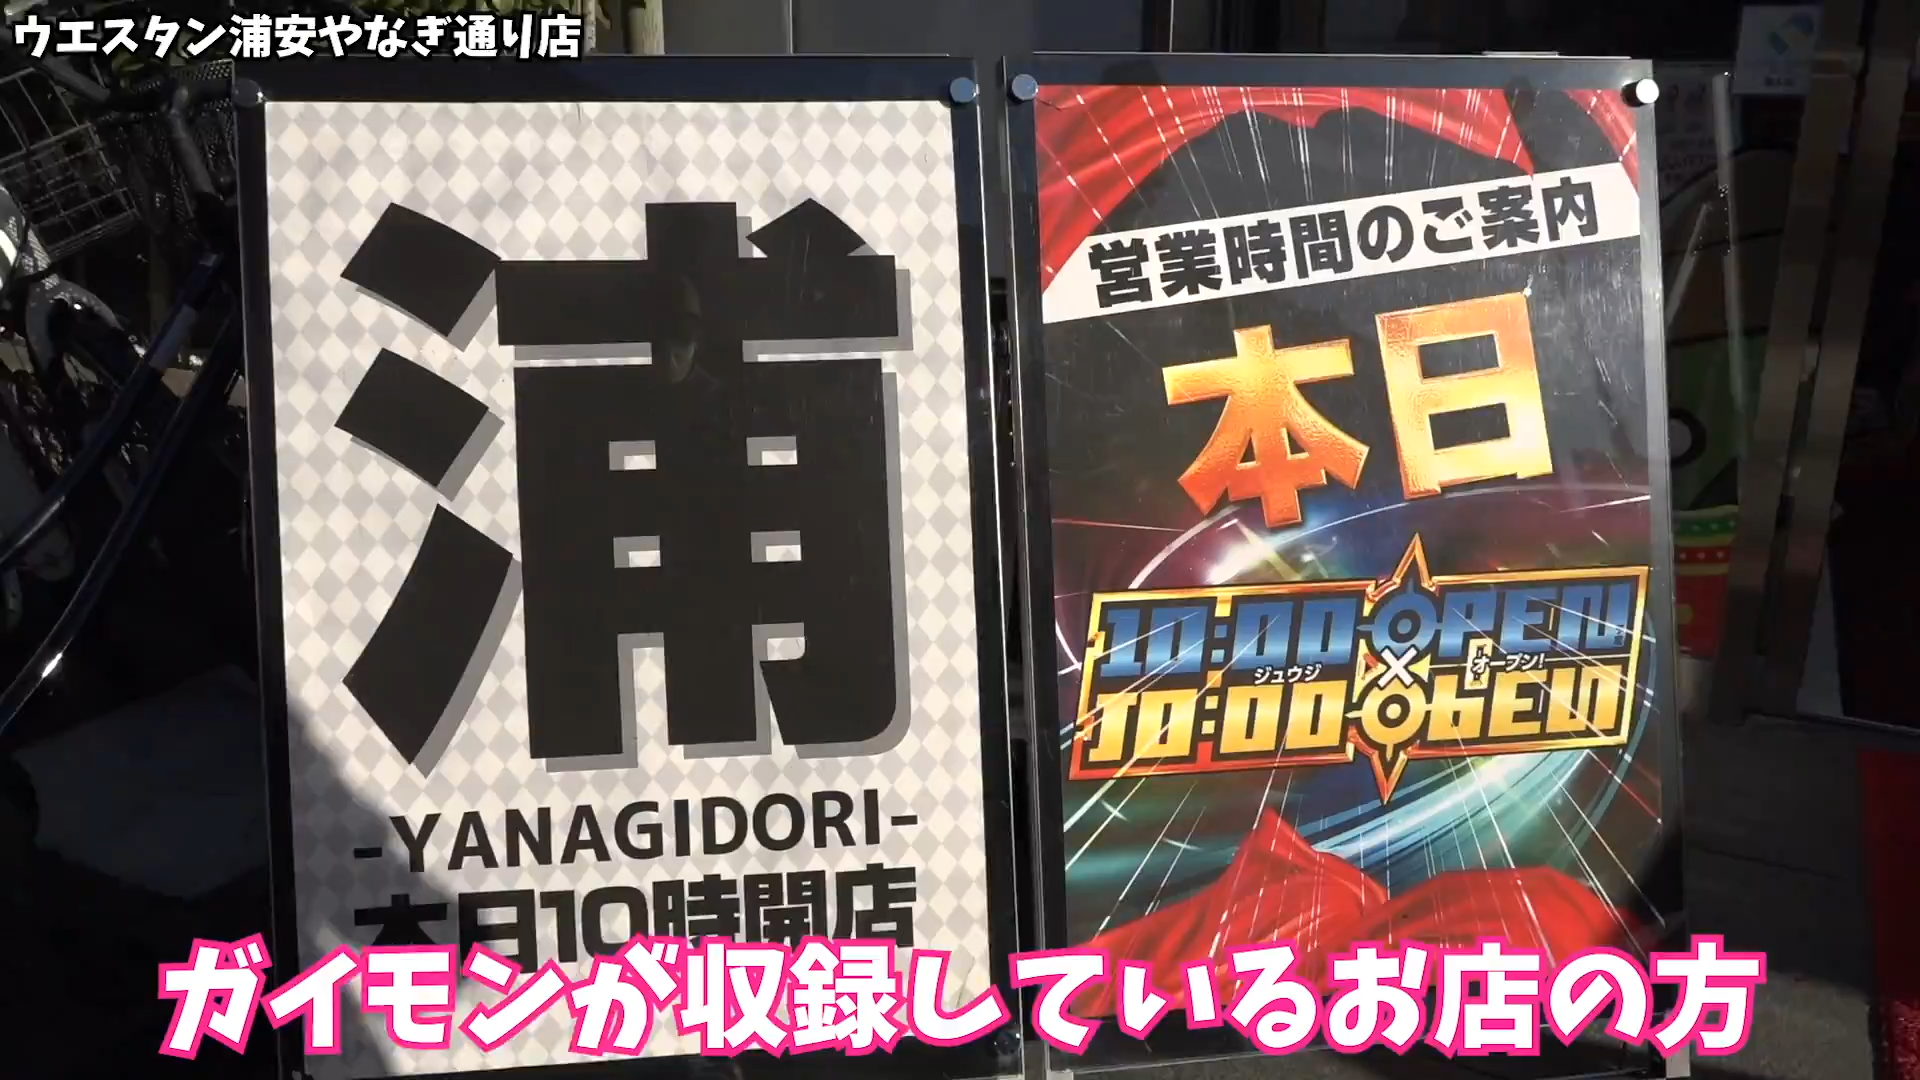 ウエスタン浦安やなぎ通り店
浦
-YANAGIDORI-
本日10時開店
営業時間のご案内
本日
10:00 OPEN!
ジュウジ × オープン!
10:00 OPEN
ガイモンが収録しているお店の方